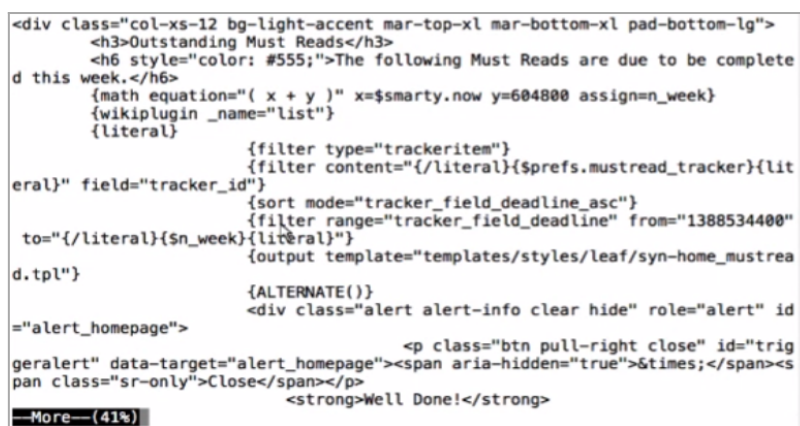 <div class="col-xs-12 bg-light-accent mar-top-xl mar-bottom-xl pad-bottom-lg">
<h3>Outstanding Must Reads</h3>
<h6 style="color: #555;">The following Must Reads are due to be complete
d this week.</h6>
{math equation="( x + y )" x=$smarty.now y=604800 assign=n_week}
{wikiplugin _name="list"}
{literal}
{filter type="trackeritem"}
{filter content="{/literal}{$prefs.mustread_tracker}{lit
eral}" field="tracker_id"}
{sort mode="tracker_field_deadline_asc"}
{filter range="tracker_field_deadline" from="1388534400"
to="{/literal}{$n_week}{literal}"}
{output template="templates/styles/leaf/syn-home_mustrea
d.tpl"}
{ALTERNATE()}
<div class="alert alert-info clear hide" role="alert" id
="alert_homepage">
<p class="btn pull-right close" id="trig
geralert" data-target="alert_homepage"><span aria-hidden="true">&times;</span><s
pan class="sr-only">Close</span></p>
<strong>Well Done!</strong>
--More--(41%)